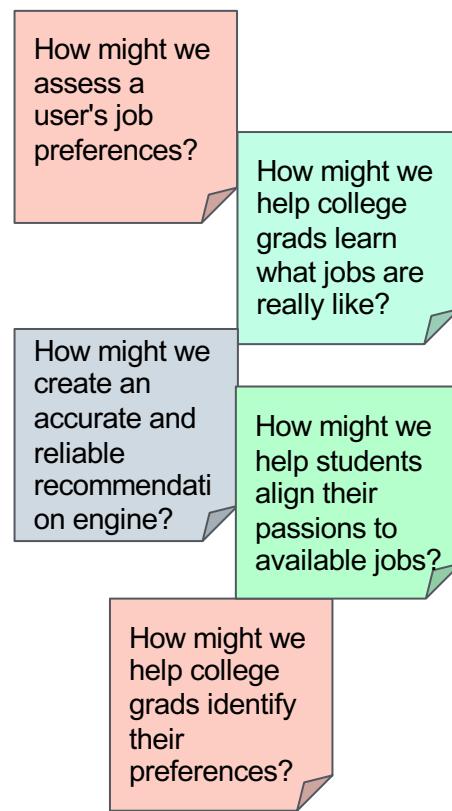 How might we
assess a
user's job
preferences?
How might we
help college
grads learn
what jobs are
really like?
How might we
create an
accurate and
reliable
recommendati
on engine?
How might we
help students
align their
passions to
available jobs?
How might we
help college
grads identify
their
preferences?